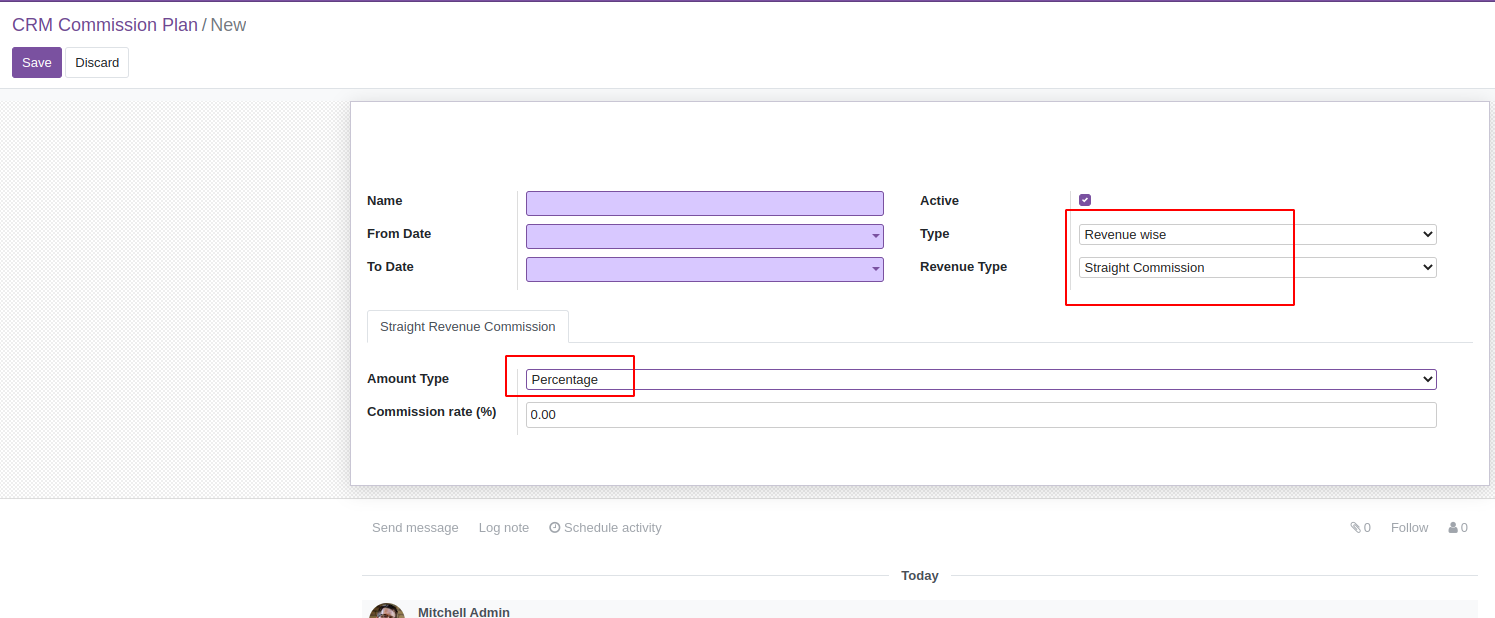 CRM Commission Plan / New
Save Discard
Name Active
From Date Type Revenue wise
To Date Revenue Type Straight Commission
Straight Revenue Commission
Amount Type Percentage
Commission rate (%) 0.00
Send message Log note Schedule activity 0 Follow 0
Today
Mitchell Admin